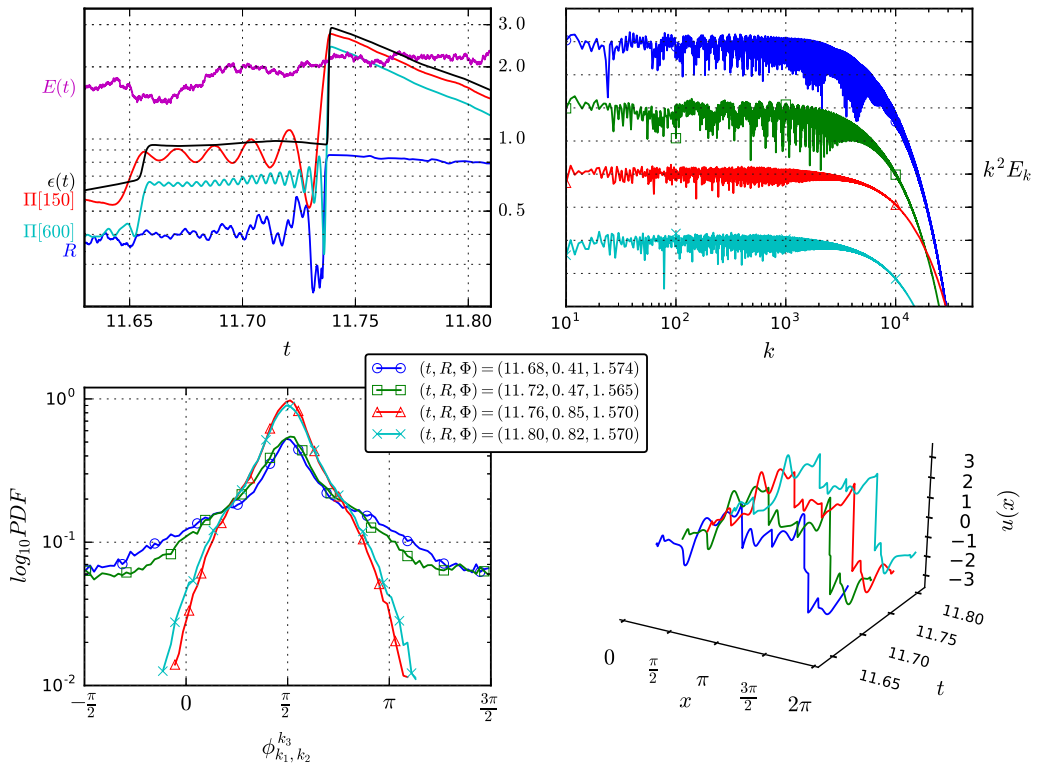 3.0
2.0
1.0
0.5
E(t)
ϵ(t)
Π[150]
Π[600]
R
11.65 11.70 11.75 11.80
t
k²E_k
10¹ 10² 10³ 10⁴
k
(t, R, Φ) = (11.68, 0.41, 1.574)
(t, R, Φ) = (11.72, 0.47, 1.565)
(t, R, Φ) = (11.76, 0.85, 1.570)
(t, R, Φ) = (11.80, 0.82, 1.570)
log₁₀PDF
10⁰
10⁻¹
10⁻²
−π/2 0 π/2 π 3π/2
ϕ^{k₃}_{k₁,k₂}
3
2
1
0
−1
−2
−3
u(x)
0 π/2 π 3π/2 2π
x
11.65 11.70 11.75 11.80
t